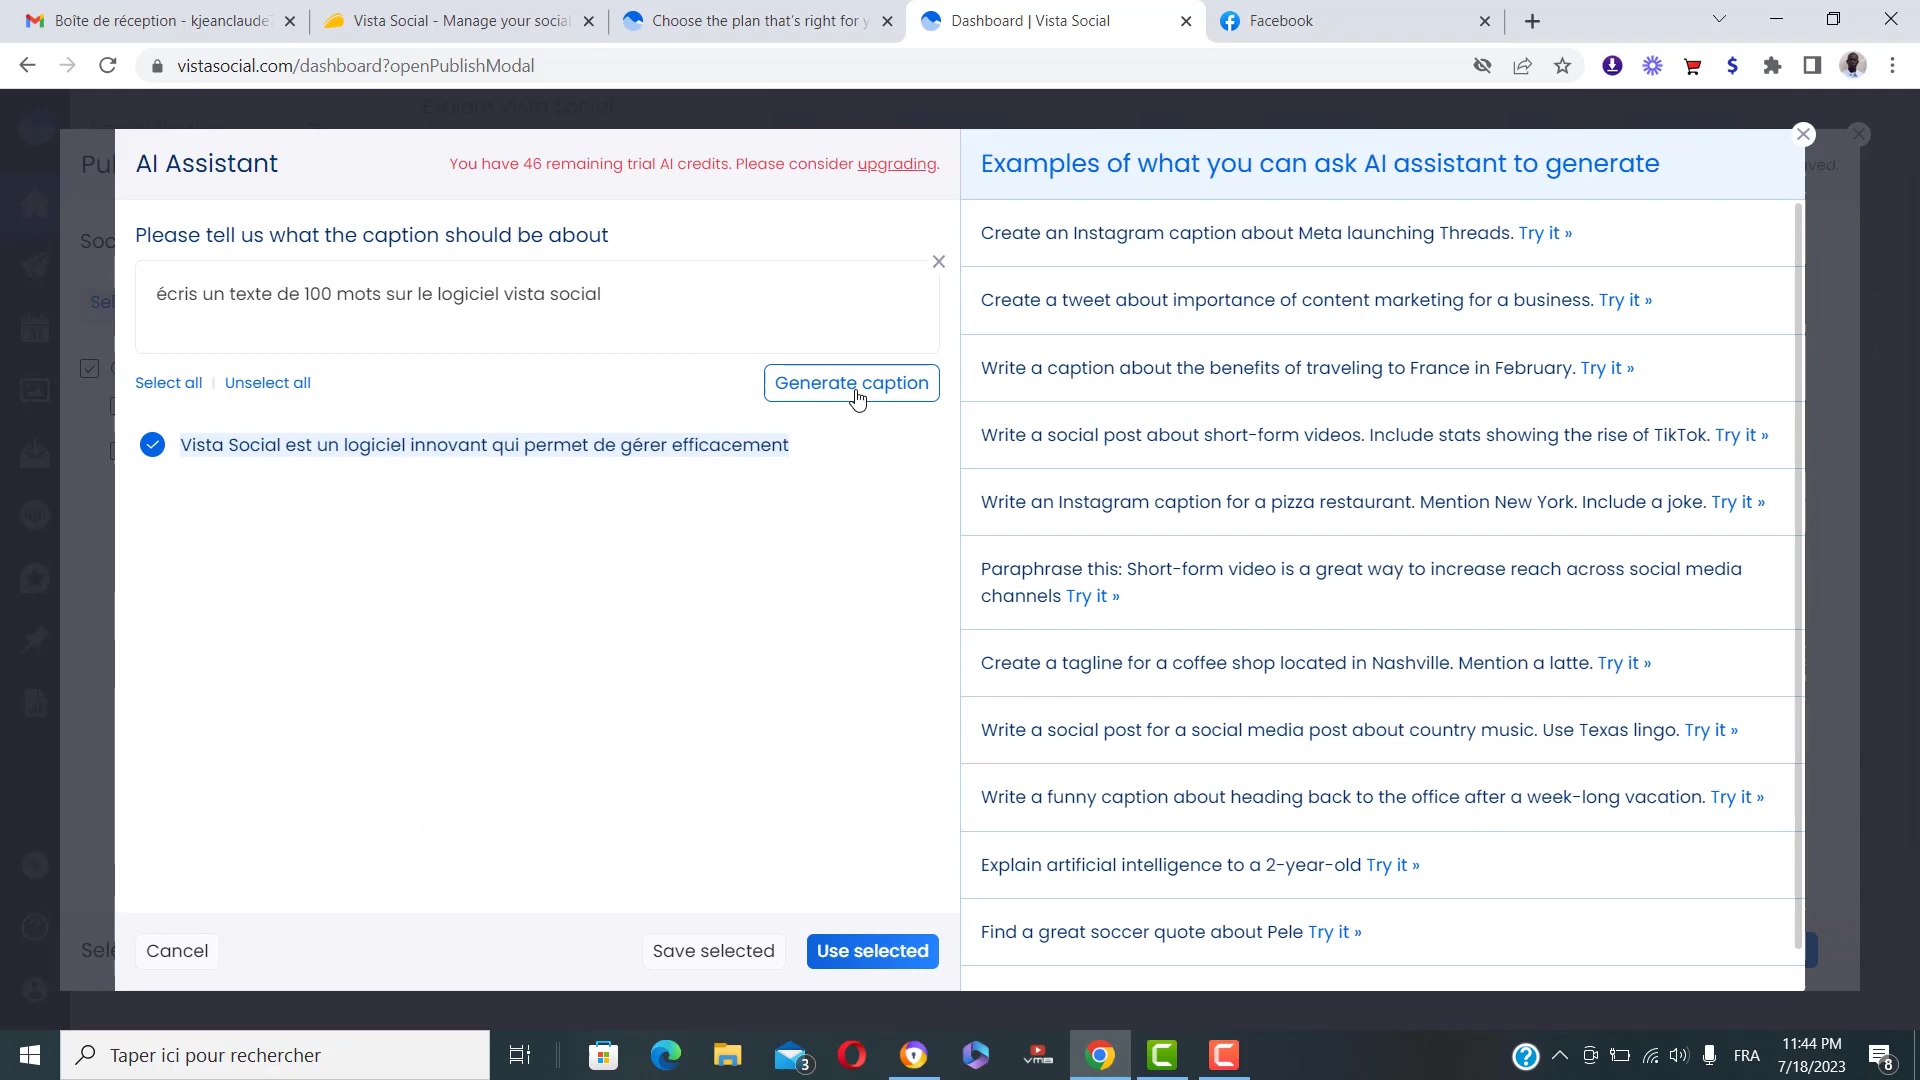 Boîte de réception - kjeanclaude
Vista Social - Manage your social
Choose the plan that's right for y
Dashboard | Vista Social
Facebook
vistasocial.com/dashboard?openPublishModal
Explore Vista Social
Pu
AI Assistant
You have 46 remaining trial AI credits. Please consider upgrading.
Examples of what you can ask AI assistant to generate
ved.
Soc
Please tell us what the caption should be about
Create an Instagram caption about Meta launching Threads. Try it »
écris un texte de 100 mots sur le logiciel vista social
Sel
Create a tweet about importance of content marketing for a business. Try it »
Write a caption about the benefits of traveling to France in February. Try it »
Select all | Unselect all
Generate caption
Vista Social est un logiciel innovant qui permet de gérer efficacement
Write a social post about short-form videos. Include stats showing the rise of TikTok. Try it »
Write an Instagram caption for a pizza restaurant. Mention New York. Include a joke. Try it »
Paraphrase this: Short-form video is a great way to increase reach across social media
channels Try it »
Create a tagline for a coffee shop located in Nashville. Mention a latte. Try it »
Write a social post for a social media post about country music. Use Texas lingo. Try it »
Write a funny caption about heading back to the office after a week-long vacation. Try it »
Explain artificial intelligence to a 2-year-old Try it »
Find a great soccer quote about Pele Try it »
Sele
Cancel
Save selected
Use selected
Taper ici pour rechercher
3
VMB
FRA
11:44 PM
7/18/2023
8